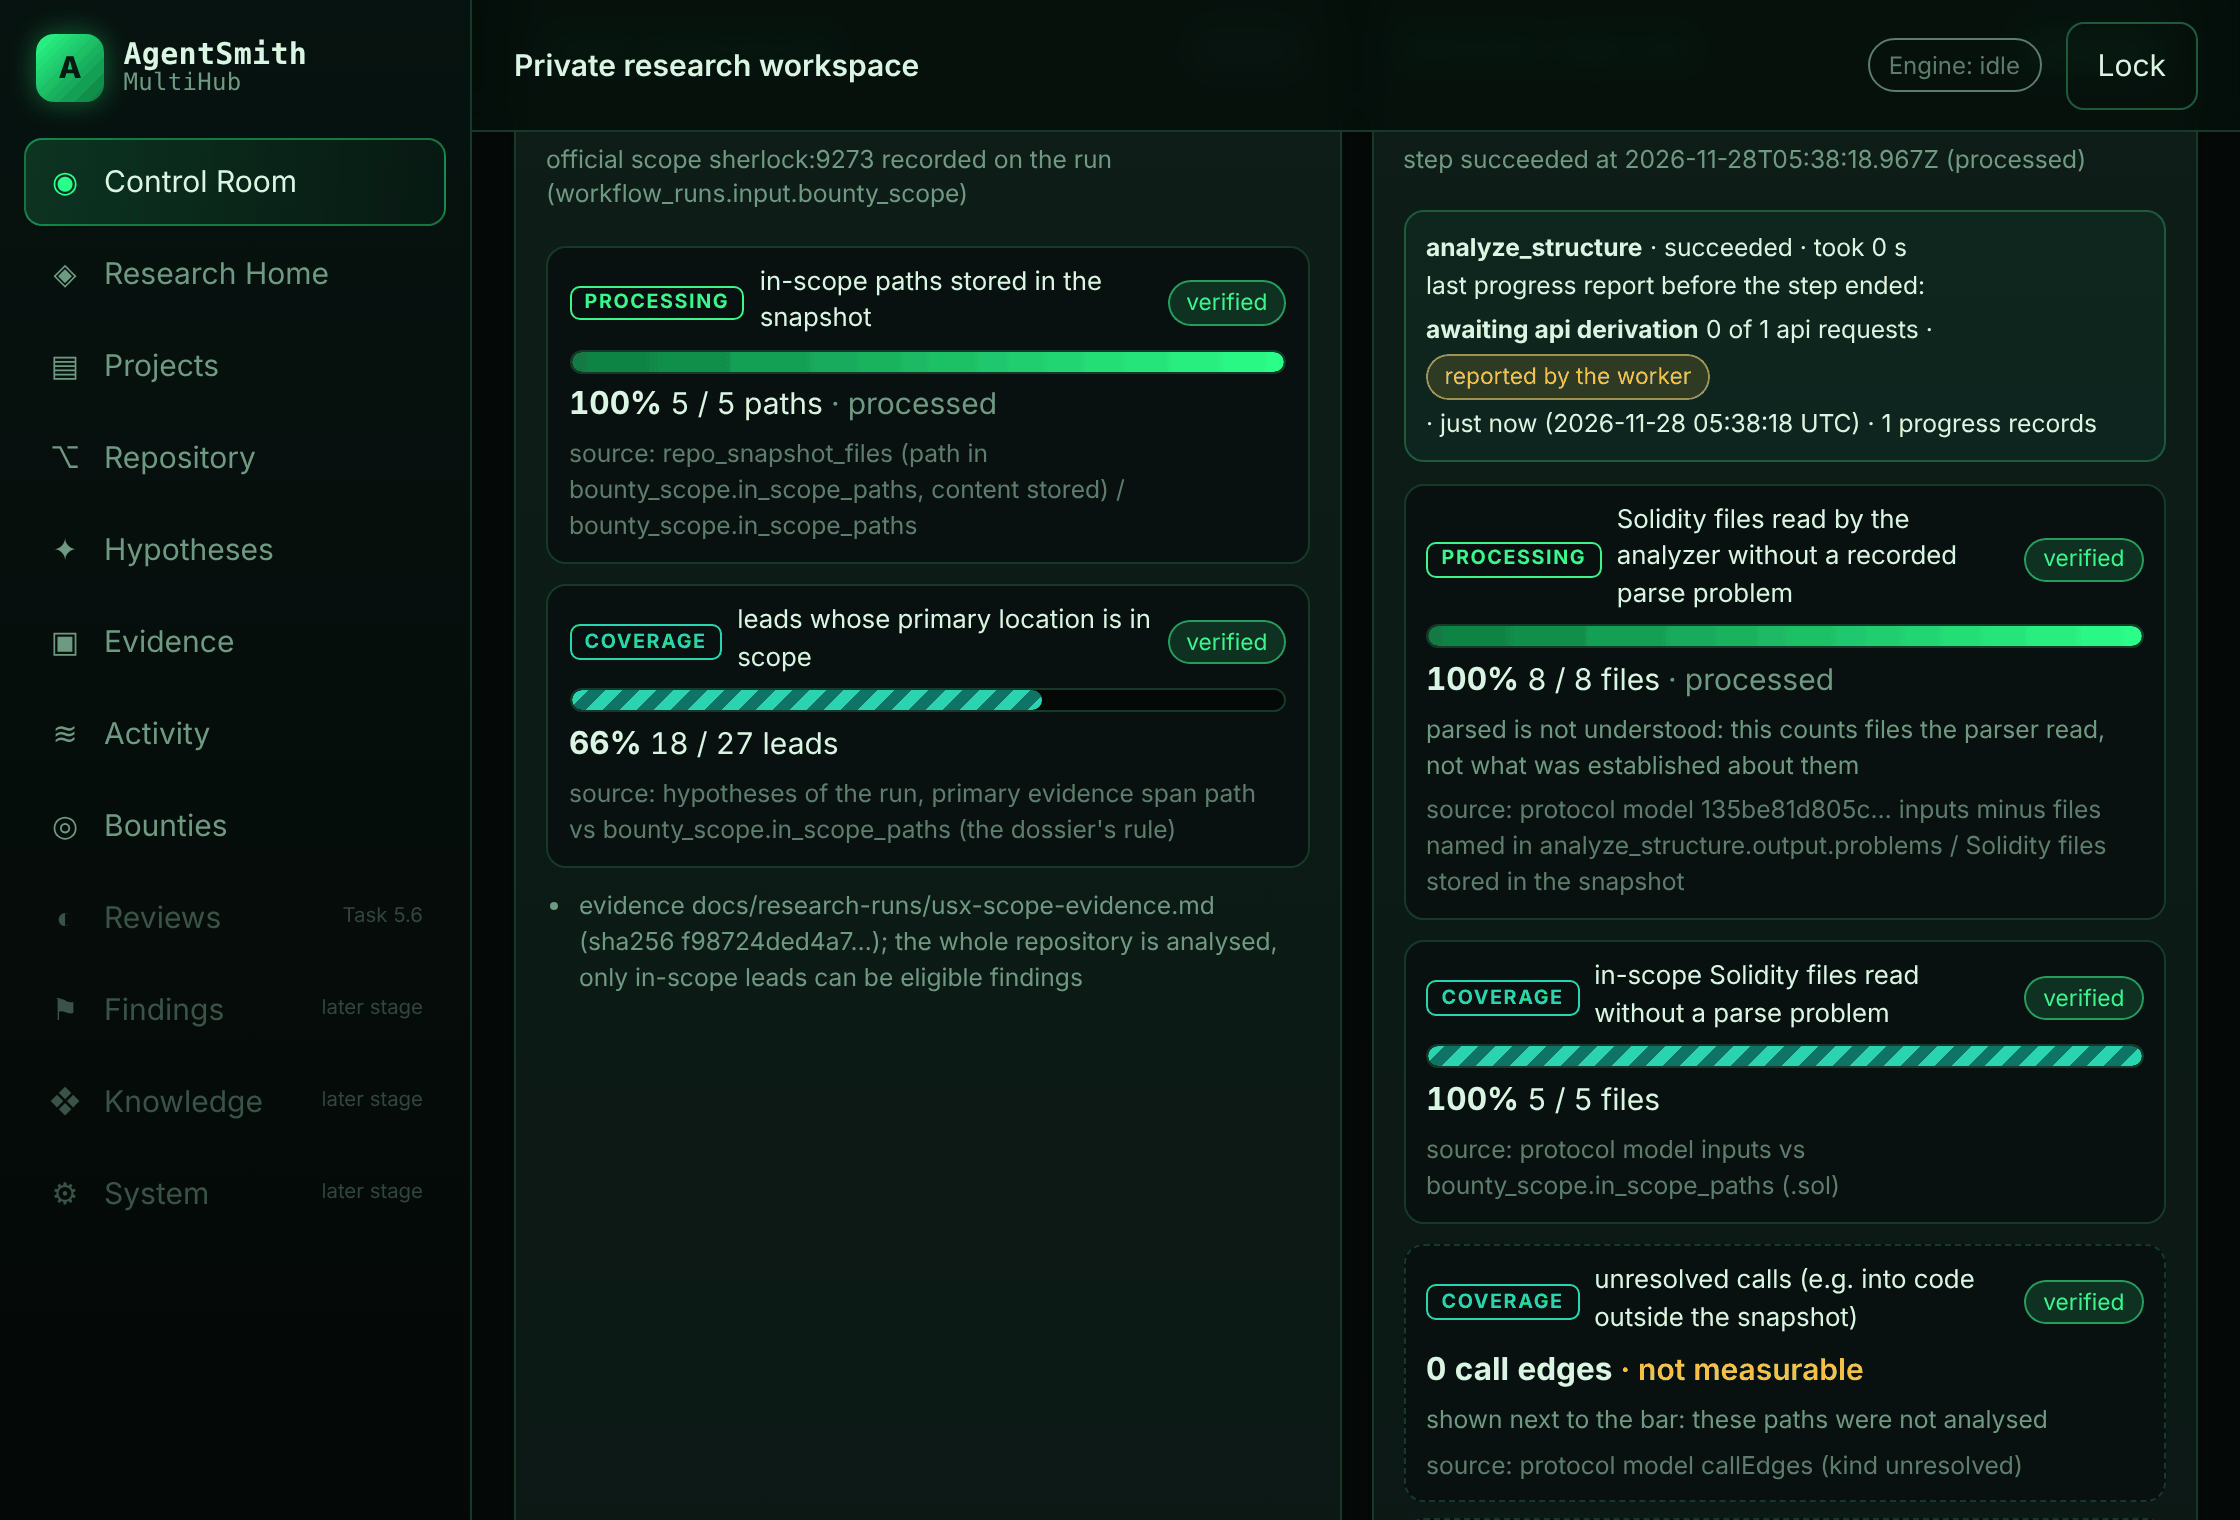 A
AgentSmith
MultiHub
Control Room
Research Home
Projects
Repository
Hypotheses
Evidence
Activity
Bounties
Reviews
Task 5.6
Findings
later stage
Knowledge
later stage
System
later stage
Private research workspace
Engine: idle
Lock
official scope sherlock:9273 recorded on the run
(workflow_runs.input.bounty_scope)
PROCESSING
in-scope paths stored in the
snapshot
verified
100% 5 / 5 paths · processed
source: repo_snapshot_files (path in
bounty_scope.in_scope_paths, content stored) /
bounty_scope.in_scope_paths
COVERAGE
leads whose primary location is in
scope
verified
66% 18 / 27 leads
source: hypotheses of the run, primary evidence span path
vs bounty_scope.in_scope_paths (the dossier's rule)
• evidence docs/research-runs/usx-scope-evidence.md
(sha256 f98724ded4a7…); the whole repository is analysed,
only in-scope leads can be eligible findings
step succeeded at 2026-11-28T05:38:18.967Z (processed)
analyze_structure · succeeded · took 0 s
last progress report before the step ended:
awaiting api derivation 0 of 1 api requests ·
reported by the worker
· just now (2026-11-28 05:38:18 UTC) · 1 progress records
PROCESSING
Solidity files read by the
analyzer without a recorded
parse problem
verified
100% 8 / 8 files · processed
parsed is not understood: this counts files the parser read,
not what was established about them
source: protocol model 135be81d805c… inputs minus files
named in analyze_structure.output.problems / Solidity files
stored in the snapshot
COVERAGE
in-scope Solidity files read
without a parse problem
verified
100% 5 / 5 files
source: protocol model inputs vs
bounty_scope.in_scope_paths (.sol)
COVERAGE
unresolved calls (e.g. into code
outside the snapshot)
verified
0 call edges · not measurable
shown next to the bar: these paths were not analysed
source: protocol model callEdges (kind unresolved)